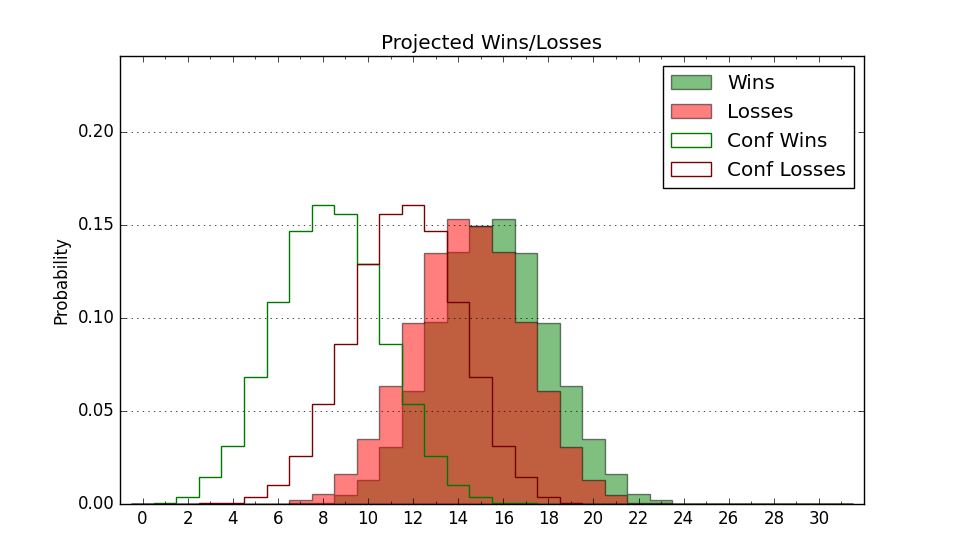 Projected Wins/Losses
Wins
Losses
Conf Wins
Conf Losses
Probability
0.20
0.15
0.10
0.05
0.00
0 2 4 6 8 10 12 14 16 18 20 22 24 26 28 30